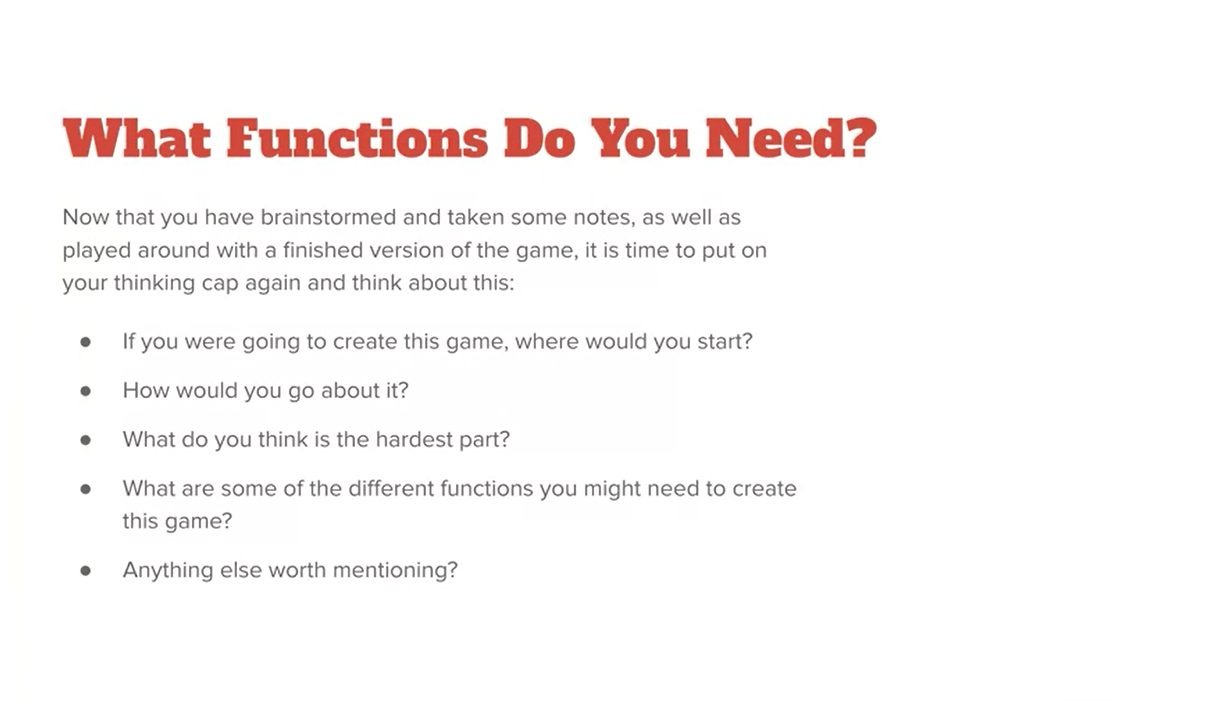 What Functions Do You Need?
Now that you have brainstormed and taken some notes, as well as
played around with a finished version of the game, it is time to put on
your thinking cap again and think about this:
● If you were going to create this game, where would you start?
● How would you go about it?
● What do you think is the hardest part?
● What are some of the different functions you might need to create
this game?
● Anything else worth mentioning?